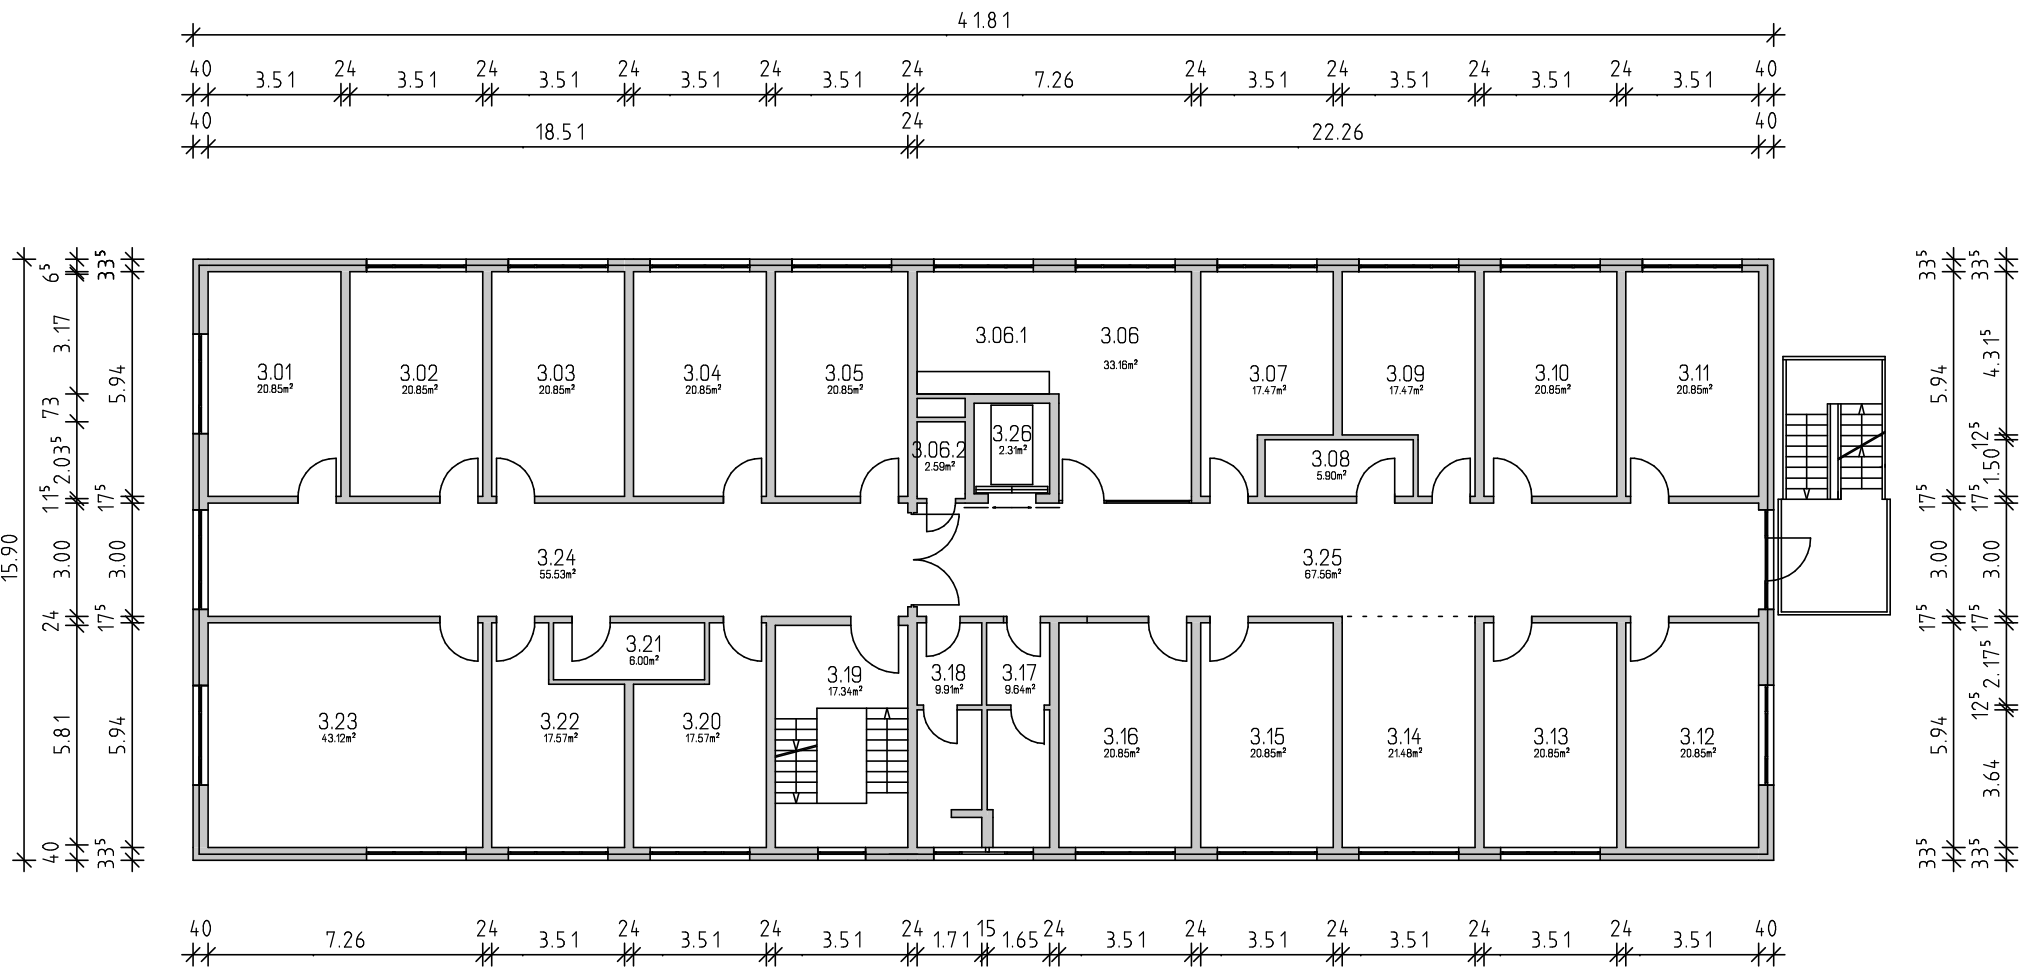 41.81
40 3.51 24 3.51 24 3.51 24 3.51 24 3.51 24 7.26 24 3.51 24 3.51 24 3.51 24 3.51 40
40 18.51 24 22.26 40
15.90
6⁵ 3.17 73 2.03⁵ 11⁵ 3.00 24 5.81 40
33⁵ 5.94 17⁵ 3.00 17⁵ 5.94 33⁵
3.01
20.85m²
3.02
20.85m²
3.03
20.85m²
3.04
20.85m²
3.05
20.85m²
3.06.1
3.06
33.16m²
3.06.2
2.59m²
3.26
2.31m²
3.07
17.47m²
3.08
5.90m²
3.09
17.47m²
3.10
20.85m²
3.11
20.85m²
3.24
55.53m²
3.25
67.56m²
3.23
43.12m²
3.22
17.57m²
3.21
6.00m²
3.20
17.57m²
3.19
17.34m²
3.18
9.91m²
3.17
9.64m²
3.16
20.85m²
3.15
20.85m²
3.14
21.48m²
3.13
20.85m²
3.12
20.85m²
33⁵ 5.94 17⁵ 3.00 17⁵ 5.94 33⁵
33⁵ 4.31⁵ 12⁵ 1.50 17⁵ 3.00 17⁵ 2.17⁵ 12⁵ 3.64 33⁵
40 7.26 24 3.51 24 3.51 24 3.51 24 1.71 15 1.65 24 3.51 24 3.51 24 3.51 24 3.51 24 3.51 40